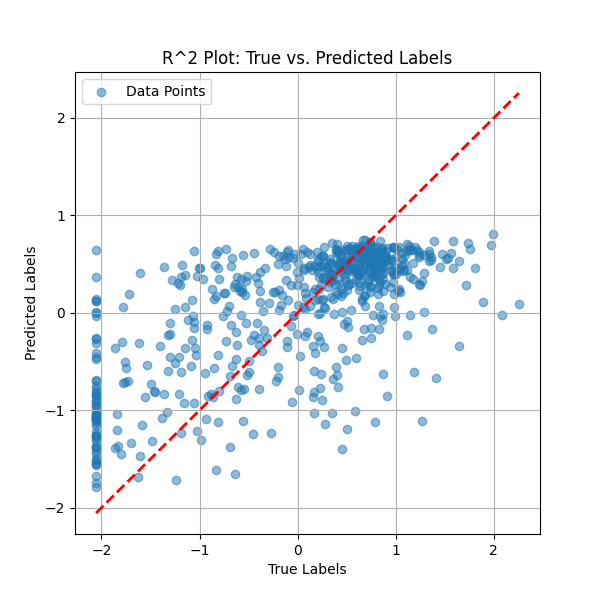 R^2 Plot: True vs. Predicted Labels
Data Points
2
1
0
−1
−2
Predicted Labels
−2 −1 0 1 2
True Labels